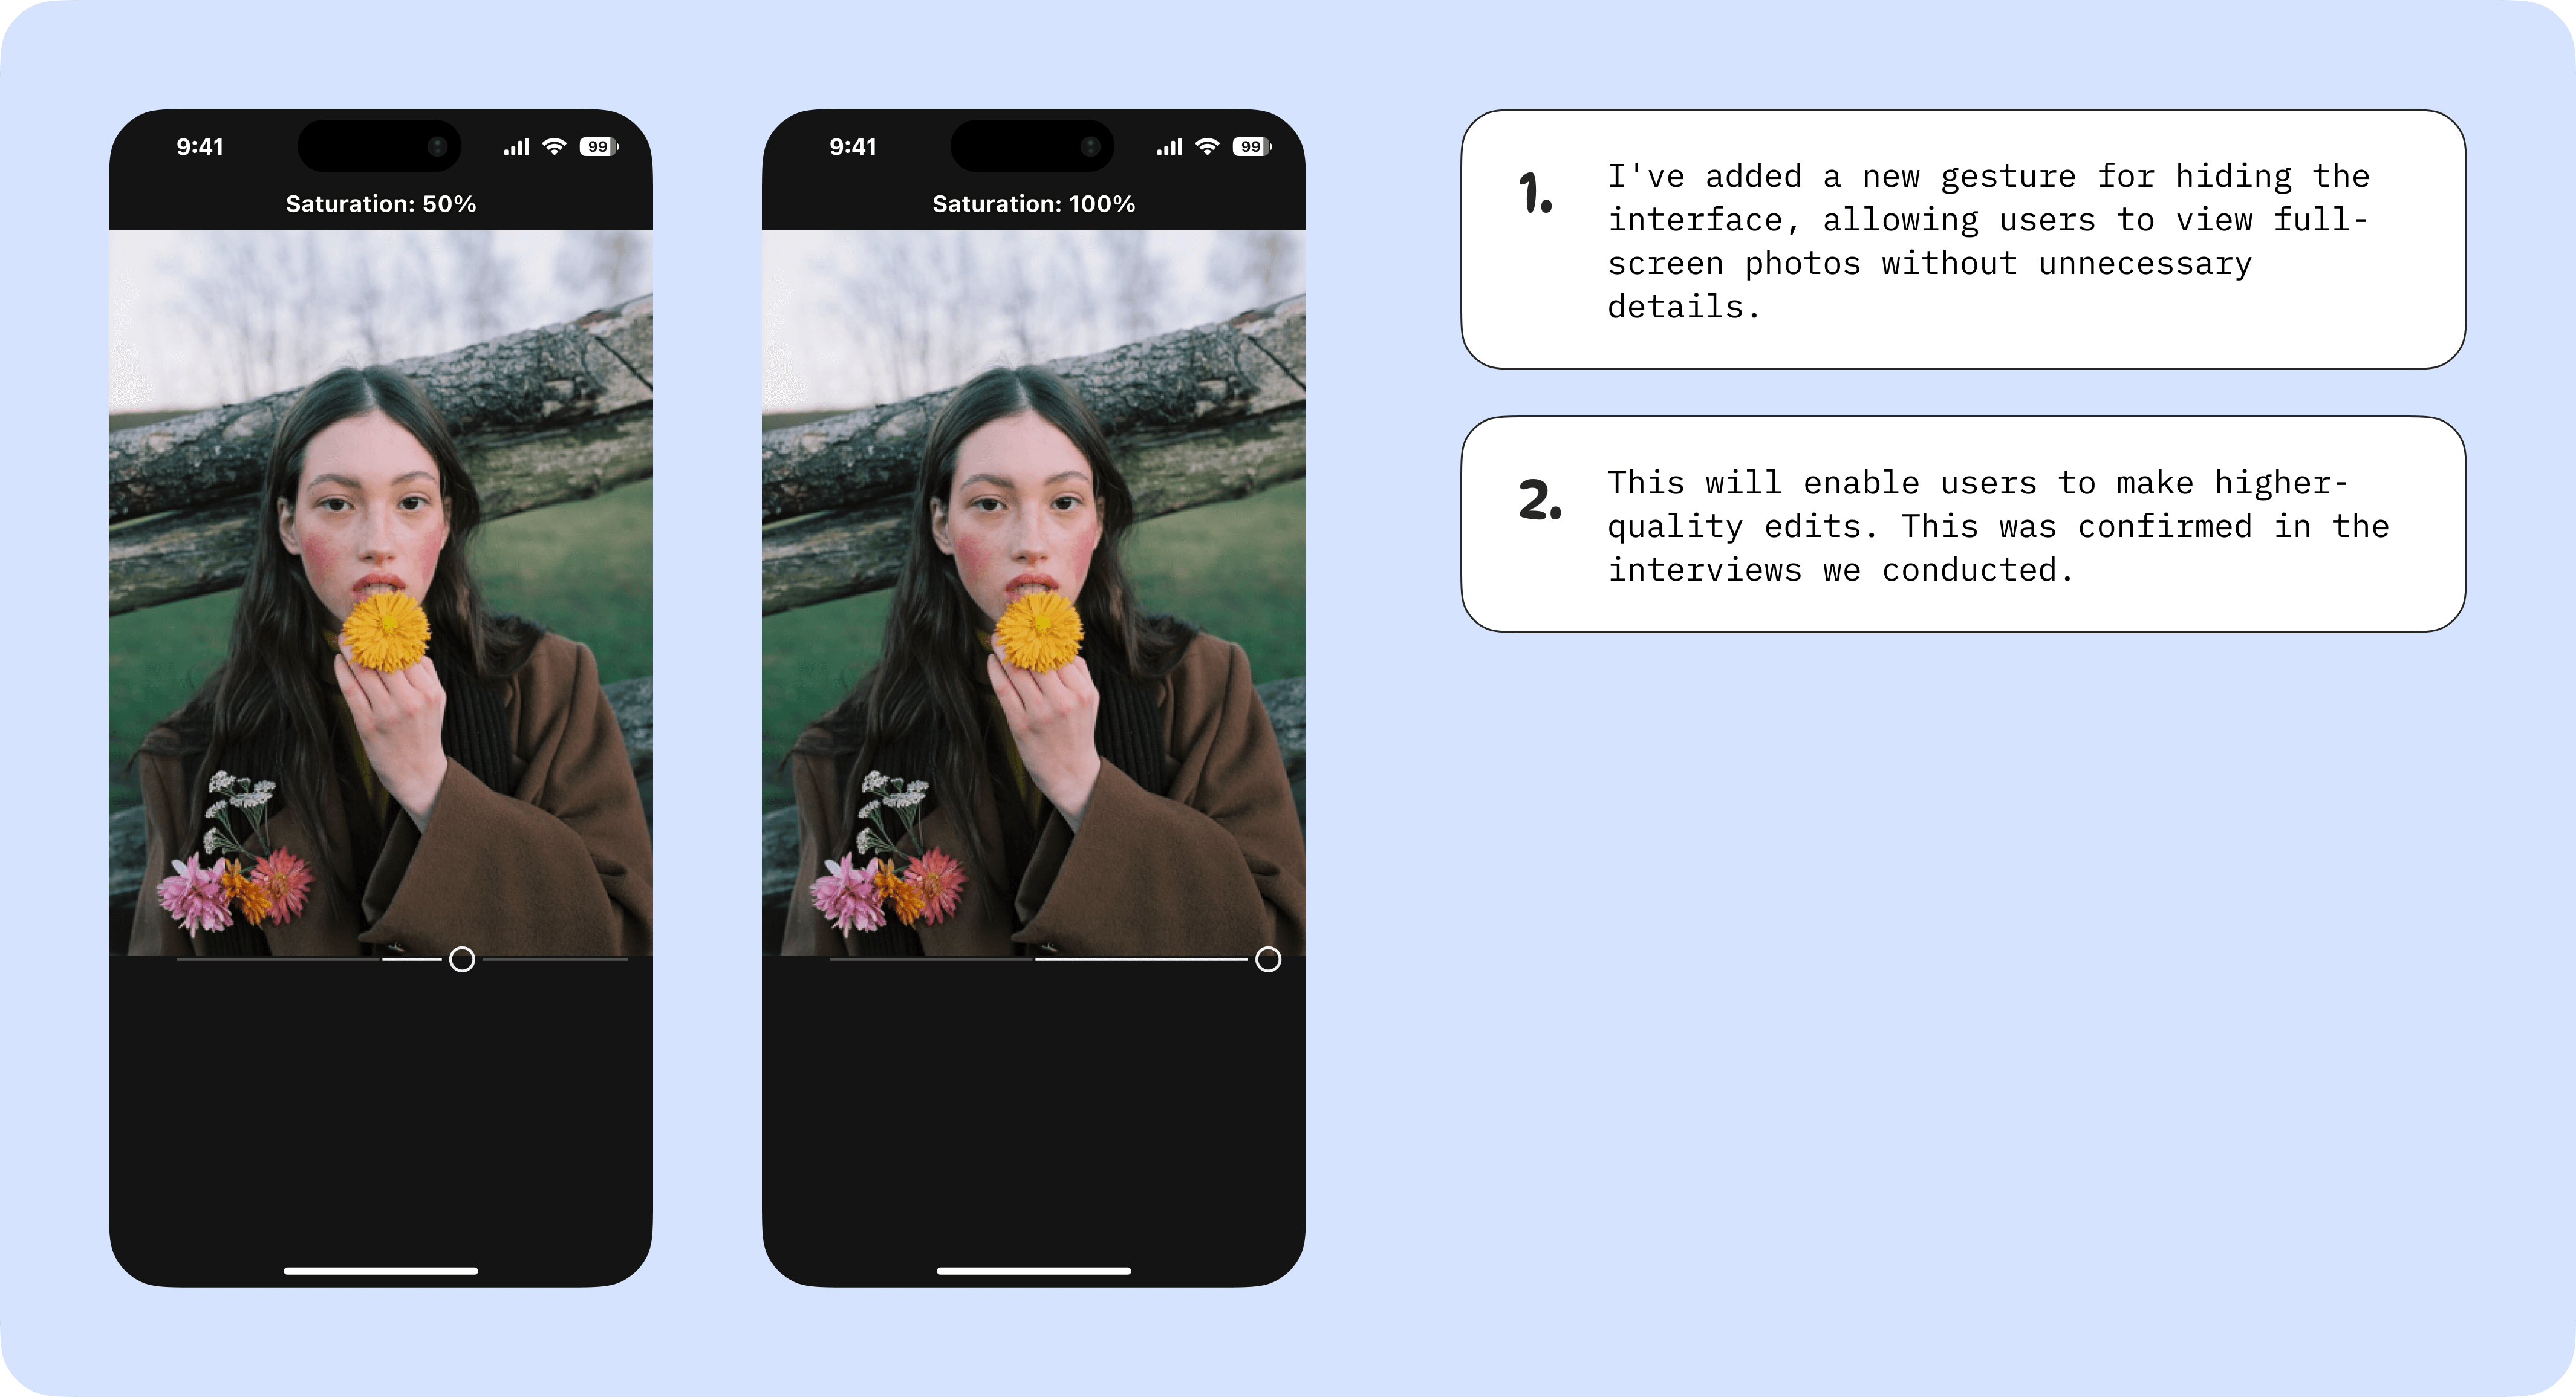 9:41
99
Saturation: 50%
9:41
99
Saturation: 100%
1.
I've added a new gesture for hiding the
interface, allowing users to view full-
screen photos without unnecessary
details.
2.
This will enable users to make higher-
quality edits. This was confirmed in the
interviews we conducted.